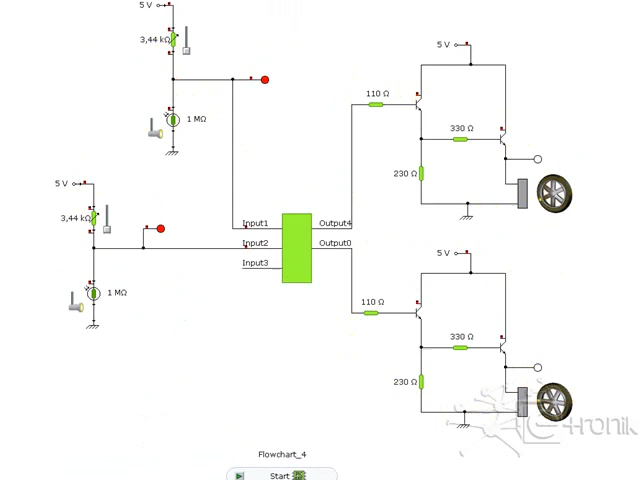 5 V
3,44 kΩ
1 MΩ
5 V
3,44 kΩ
1 MΩ
Input1
Input2
Input3
Output4
Output0
5 V
110 Ω
330 Ω
230 Ω
5 V
110 Ω
330 Ω
230 Ω
Flowchart_4
Start